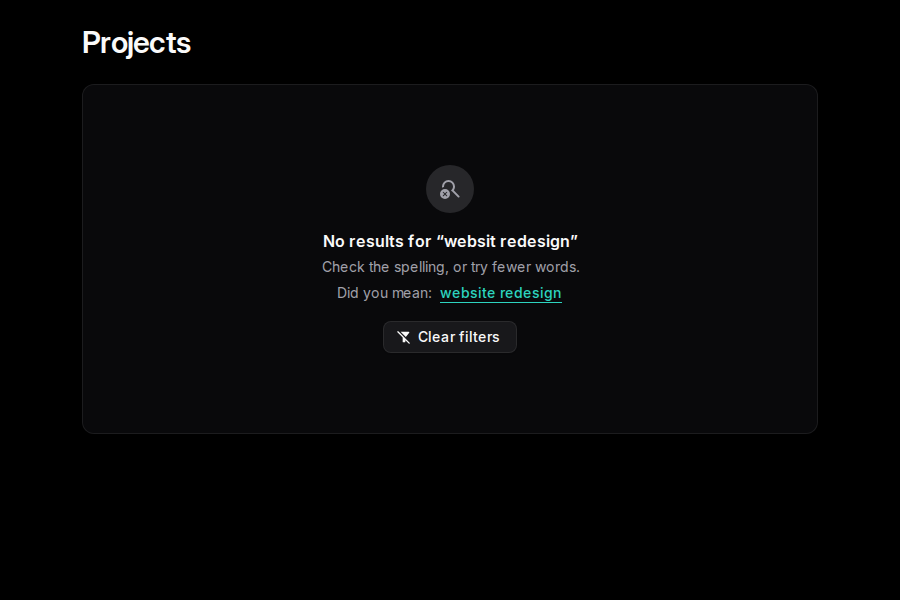 Projects
No results for “websit redesign”
Check the spelling, or try fewer words.
Did you mean: website redesign
Clear filters